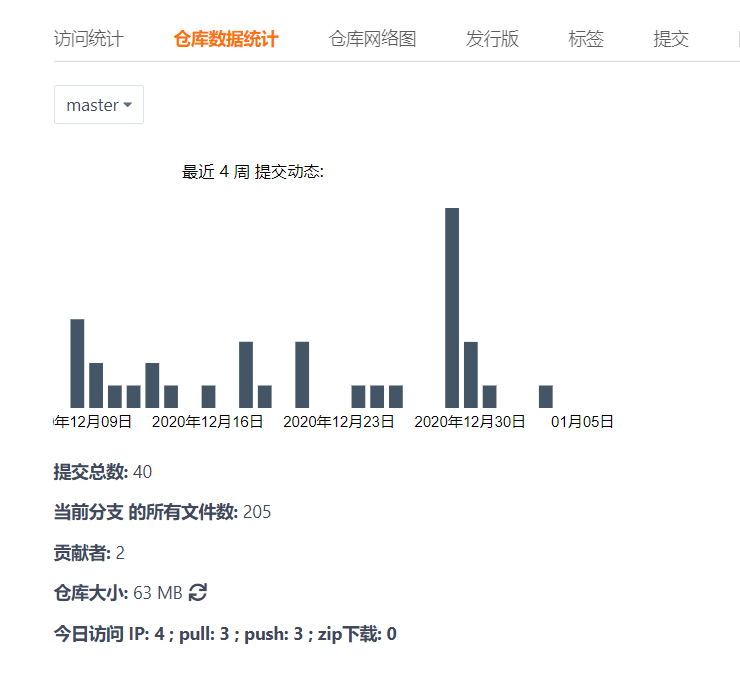 访问统计 仓库数据统计 仓库网络图 发行版 标签 提交
master
最近 4 周 提交动态:
年12月09日 2020年12月16日 2020年12月23日 2020年12月30日 01月05日
提交总数: 40
当前分支 的所有文件数: 205
贡献者: 2
仓库大小: 63 MB
今日访问 IP: 4 ; pull: 3 ; push: 3 ; zip下载: 0